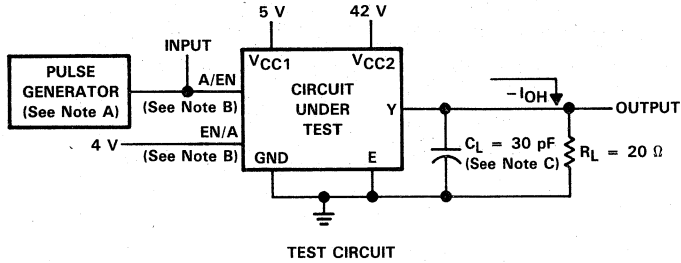 5 V
42 V
INPUT
VCC1
VCC2
PULSE
GENERATOR
(See Note A)
A/EN
(See Note B)
CIRCUIT
UNDER
TEST
Y
–IOH
OUTPUT
4 V
EN/A
(See Note B)
GND
E
CL = 30 pF
(See Note C)
RL = 20 Ω
TEST CIRCUIT